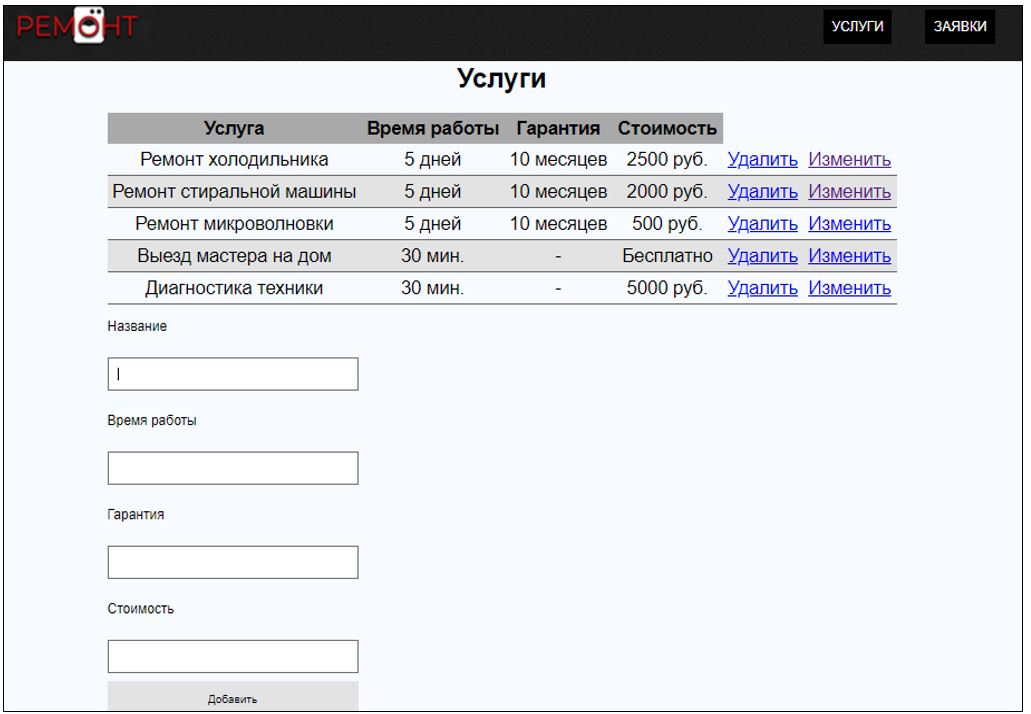 РЕМОНТ
УСЛУГИ ЗАЯВКИ
Услуги
Услуга Время работы Гарантия Стоимость
Ремонт холодильника 5 дней 10 месяцев 2500 руб. Удалить Изменить
Ремонт стиральной машины 5 дней 10 месяцев 2000 руб. Удалить Изменить
Ремонт микроволновки 5 дней 10 месяцев 500 руб. Удалить Изменить
Выезд мастера на дом 30 мин. - Бесплатно Удалить Изменить
Диагностика техники 30 мин. - 5000 руб. Удалить Изменить
Название
Время работы
Гарантия
Стоимость
Добавить